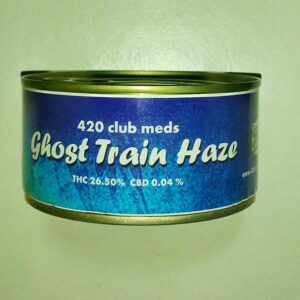 420 club meds
Ghost Train Haze
THC 26.50% CBD 0.04 %